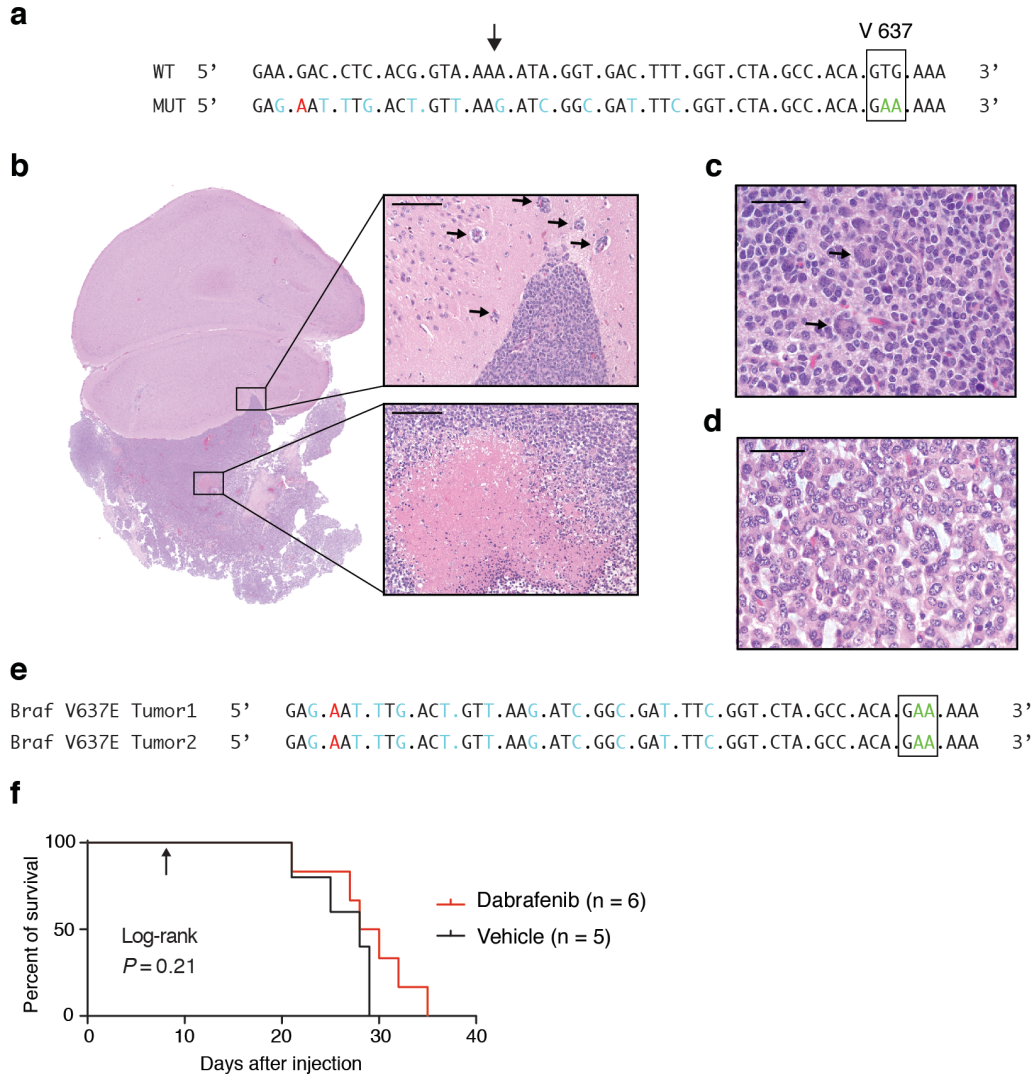 a
V 637
WT 5’ GAA.GAC.CTC.ACG.GTA.AAA.ATA.GGT.GAC.TTT.GGT.CTA.GCC.ACA.GTG.AAA 3’
MUT 5’ GAG.AAT.TTG.ACT.GTT.AAG.ATC.GGC.GAT.TTC.GGT.CTA.GCC.ACA.GAA.AAA 3’
b
c
d
e
Braf V637E Tumor1 5’ GAG.AAT.TTG.ACT.GTT.AAG.ATC.GGC.GAT.TTC.GGT.CTA.GCC.ACA.GAA.AAA 3’
Braf V637E Tumor2 5’ GAG.AAT.TTG.ACT.GTT.AAG.ATC.GGC.GAT.TTC.GGT.CTA.GCC.ACA.GAA.AAA 3’
f
Percent of survival
100
50
0
Log-rank
P = 0.21
Dabrafenib (n = 6)
Vehicle (n = 5)
0 10 20 30 40
Days after injection